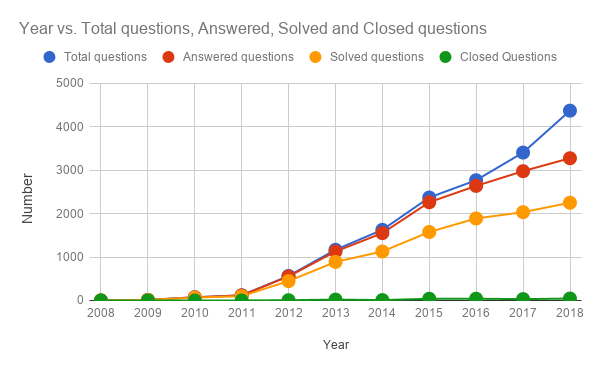 Year vs. Total questions, Answered, Solved and Closed questions
Total questions Answered questions Solved questions Closed Questions
5000
4000
3000
2000
1000
0
Number
2008 2009 2010 2011 2012 2013 2014 2015 2016 2017 2018
Year